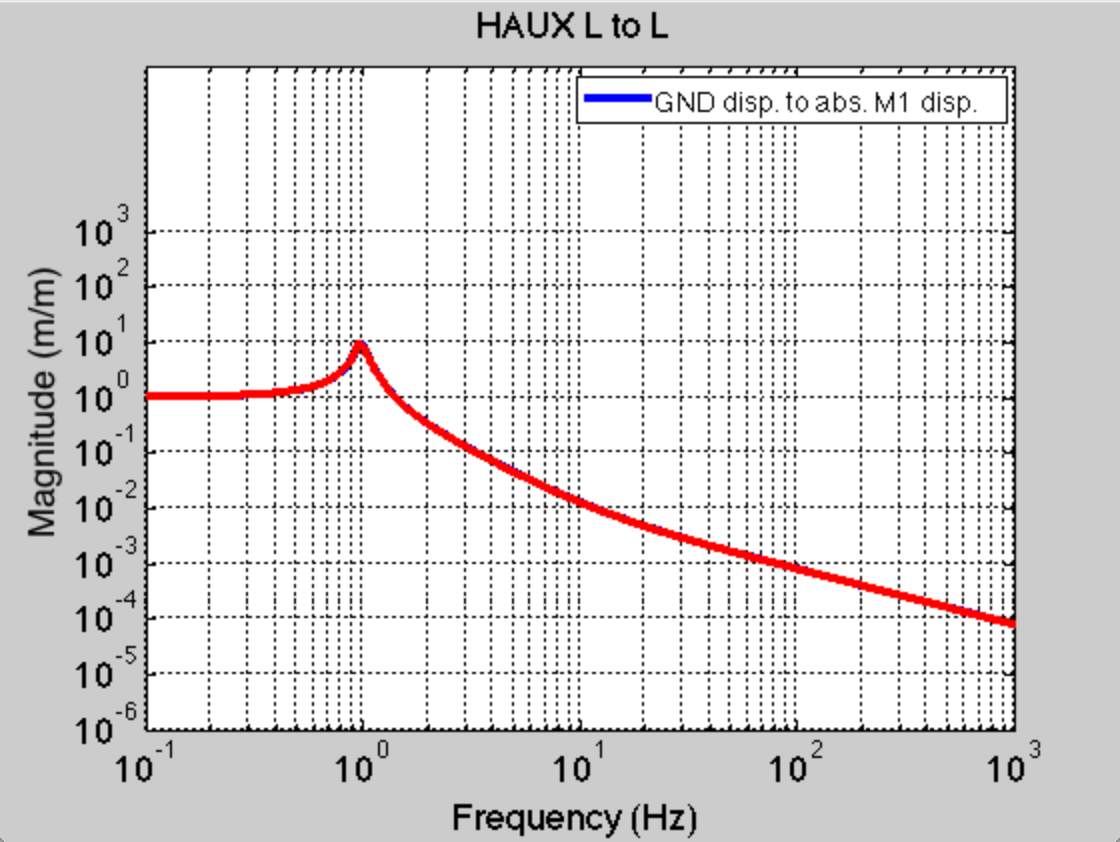 HAUX L to L
GND disp. to abs. M1 disp.
Magnitude (m/m)
10^3
10^2
10^1
10^0
10^-1
10^-2
10^-3
10^-4
10^-5
10^-6
10^-1 10^0 10^1 10^2 10^3
Frequency (Hz)